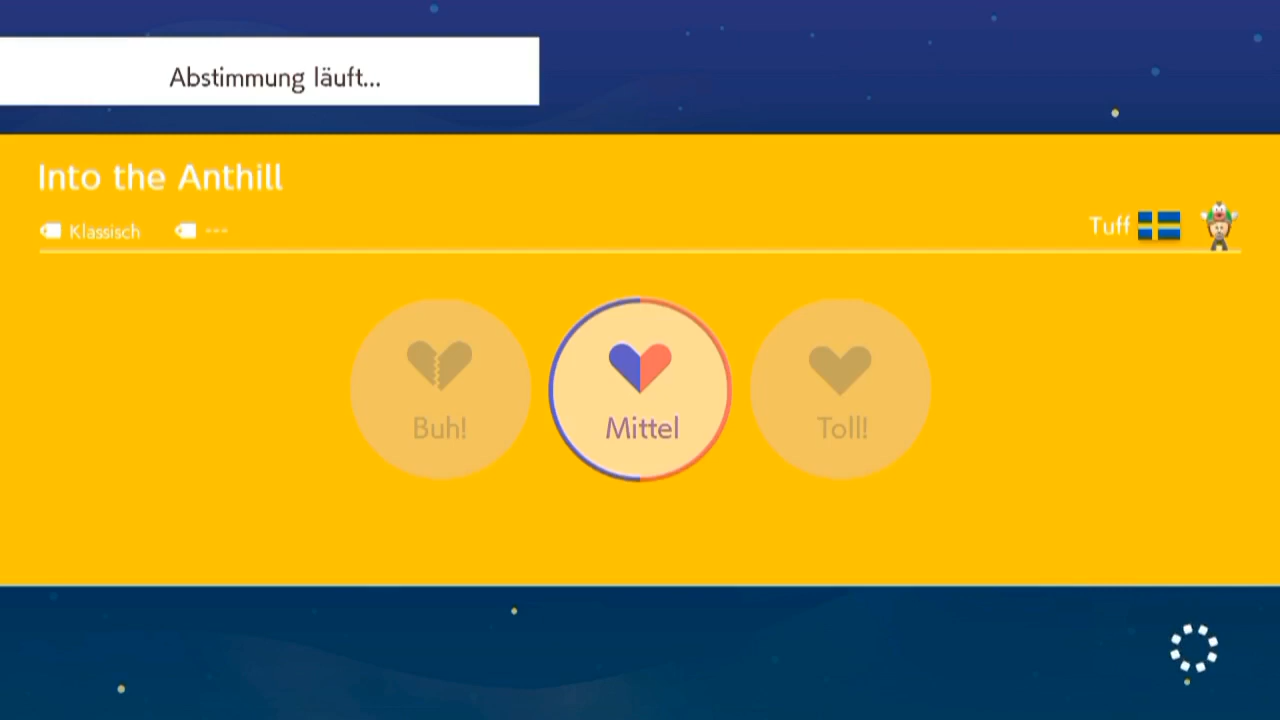 Abstimmung läuft...
Into the Anthill
Klassisch ---
Tuff
Buh! Mittel Toll!